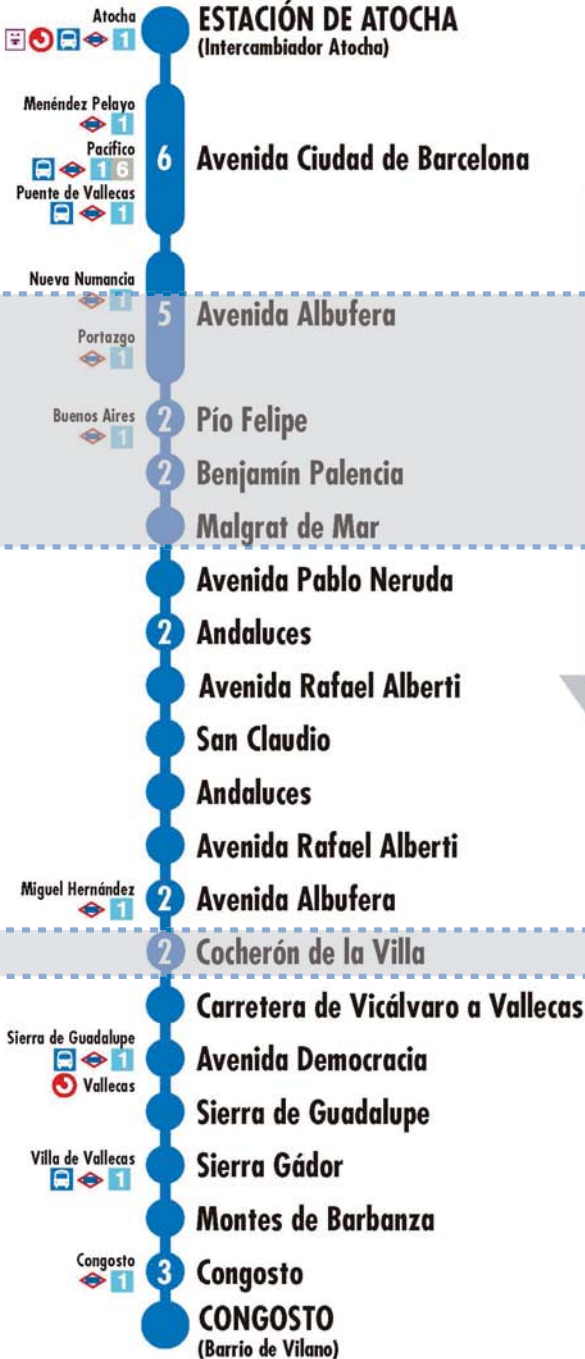 Atocha
1
ESTACIÓN DE ATOCHA
(Intercambiador Atocha)
Menéndez Pelayo
1
Pacífico
1 6
Puente de Vallecas
1
6
Avenida Ciudad de Barcelona
Nueva Numancia
1
Portazgo
1
5
Avenida Albufera
Buenos Aires
1
2
Pío Felipe
2
Benjamín Palencia
Malgrat de Mar
Avenida Pablo Neruda
2
Andaluces
Avenida Rafael Alberti
San Claudio
Andaluces
Avenida Rafael Alberti
Miguel Hernández
1
2
Avenida Albufera
2
Cocherón de la Villa
Carretera de Vicálvaro a Vallecas
Sierra de Guadalupe
1
Vallecas
Avenida Democracia
Sierra de Guadalupe
Villa de Vallecas
1
Sierra Gádor
Montes de Barbanza
Congosto
1
3
Congosto
CONGOSTO
(Barrio de Vilano)